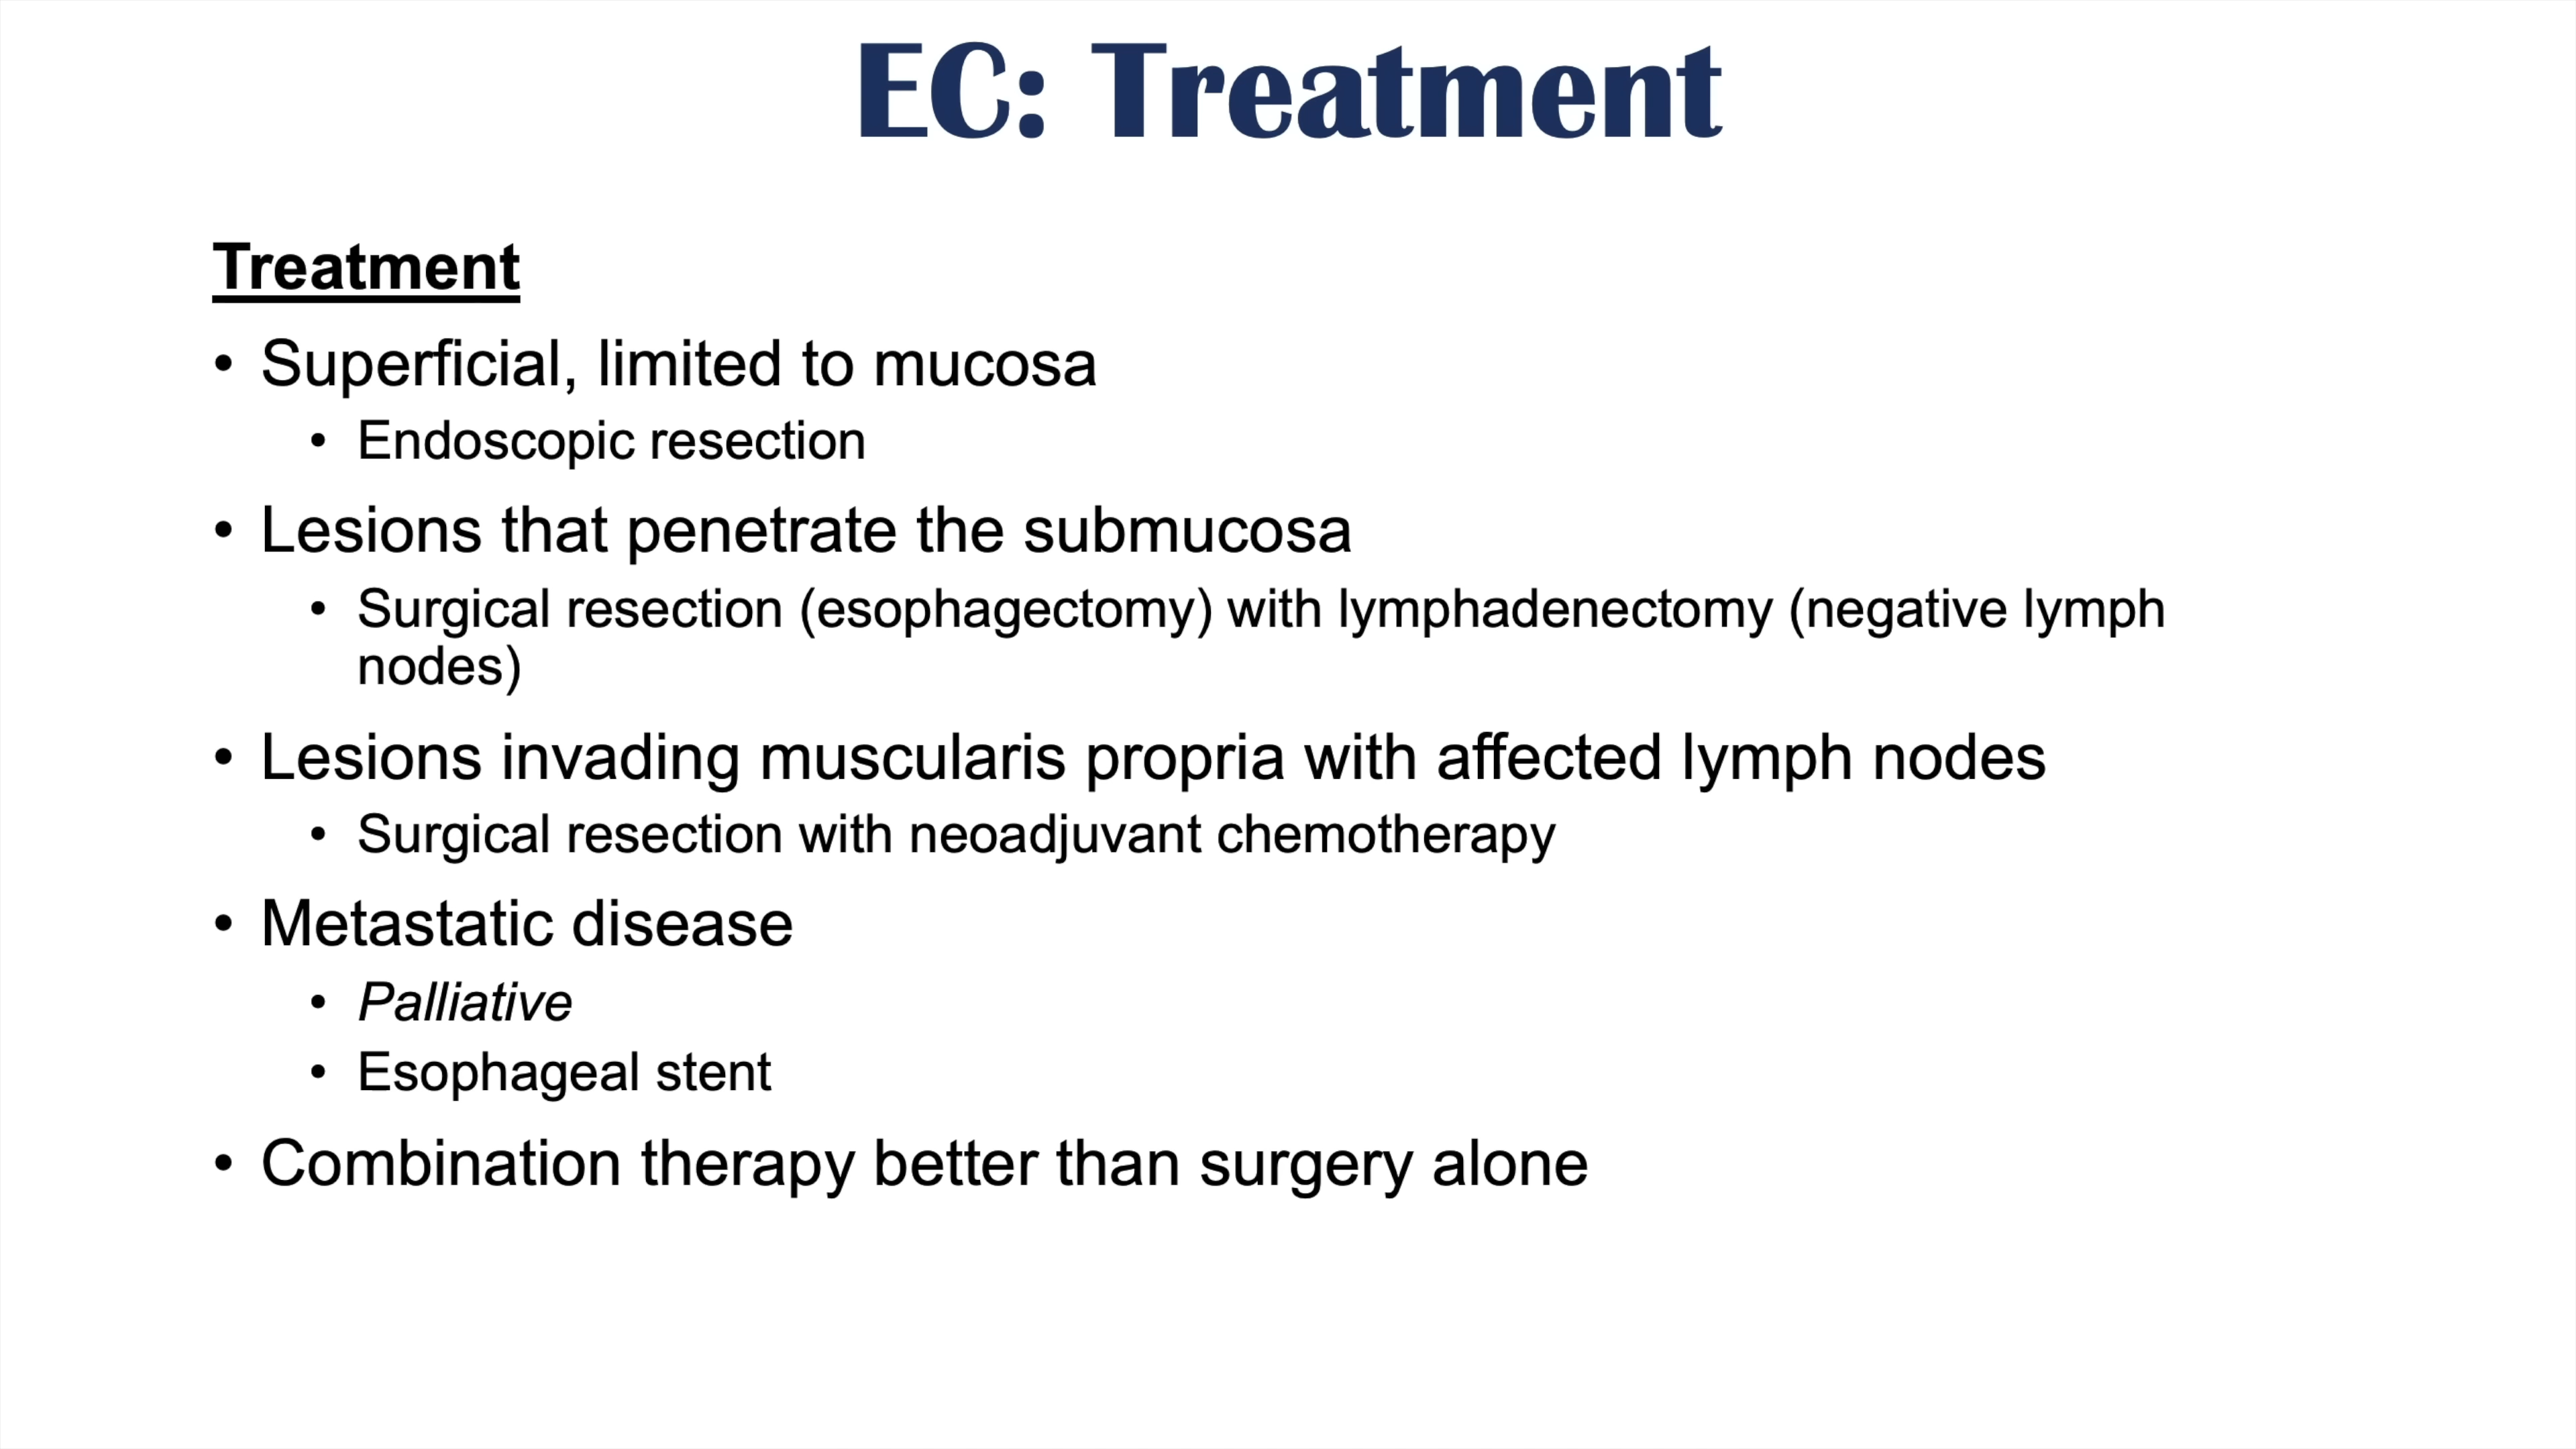 EC: Treatment
Treatment
• Superficial, limited to mucosa
• Endoscopic resection
• Lesions that penetrate the submucosa
• Surgical resection (esophagectomy) with lymphadenectomy (negative lymph
nodes)
• Lesions invading muscularis propria with affected lymph nodes
• Surgical resection with neoadjuvant chemotherapy
• Metastatic disease
• Palliative
• Esophageal stent
• Combination therapy better than surgery alone